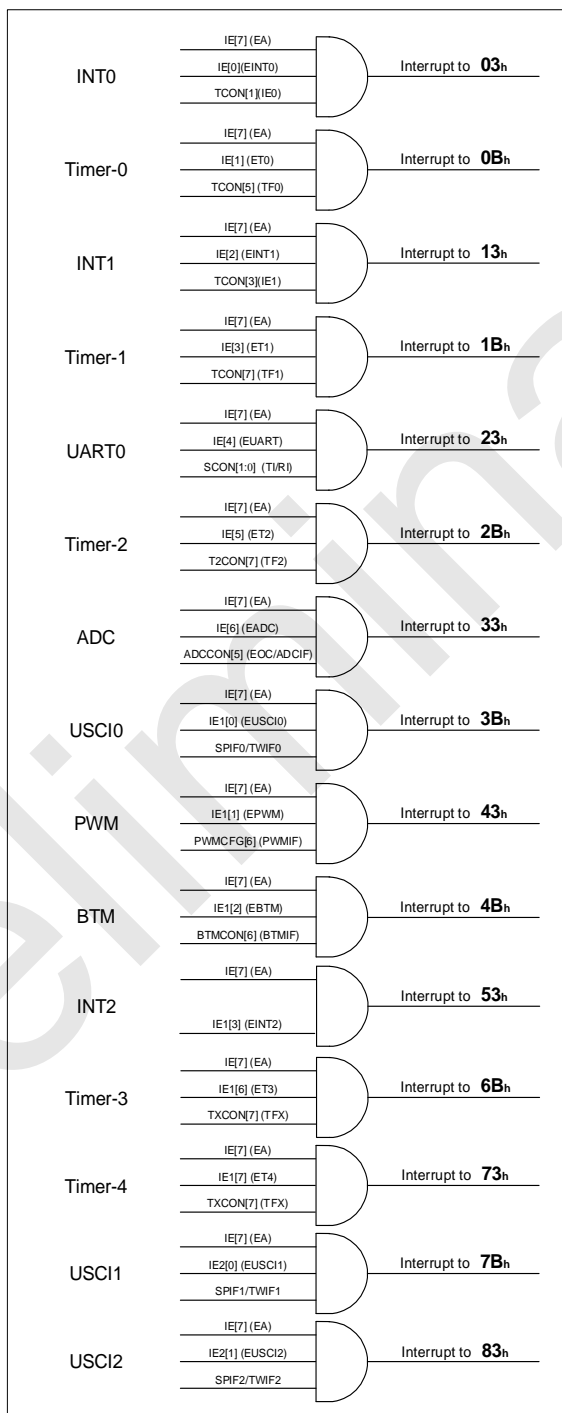 IE[7] (EA)
INT0
IE[0](EINT0)
Interrupt to 03h
TCON[1](IE0)
IE[7] (EA)
Timer-0
IE[1] (ET0)
Interrupt to 0Bh
TCON[5] (TF0)
IE[7] (EA)
INT1
IE[2] (EINT1)
Interrupt to 13h
TCON[3](IE1)
IE[7] (EA)
Timer-1
IE[3] (ET1)
Interrupt to 1Bh
TCON[7] (TF1)
IE[7] (EA)
UART0
IE[4] (EUART)
Interrupt to 23h
SCON[1:0] (TI/RI)
IE[7] (EA)
Timer-2
IE[5] (ET2)
Interrupt to 2Bh
T2CON[7] (TF2)
IE[7] (EA)
ADC
IE[6] (EADC)
Interrupt to 33h
ADCCON[5] (EOC/ADCIF)
IE[7] (EA)
USCI0
IE1[0] (EUSCI0)
Interrupt to 3Bh
SPIF0/TWIF0
IE[7] (EA)
PWM
IE1[1] (EPWM)
Interrupt to 43h
PWMCFG[6] (PWMIF)
IE[7] (EA)
BTM
IE1[2] (EBTM)
Interrupt to 4Bh
BTMCON[6] (BTMIF)
IE[7] (EA)
INT2
Interrupt to 53h
IE1[3] (EINT2)
IE[7] (EA)
Timer-3
IE1[6] (ET3)
Interrupt to 6Bh
TXCON[7] (TFX)
IE[7] (EA)
Timer-4
IE1[7] (ET4)
Interrupt to 73h
TXCON[7] (TFX)
IE[7] (EA)
USCI1
IE2[0] (EUSCI1)
Interrupt to 7Bh
SPIF1/TWIF1
IE[7] (EA)
USCI2
IE2[1] (EUSCI2)
Interrupt to 83h
SPIF2/TWIF2
elimina